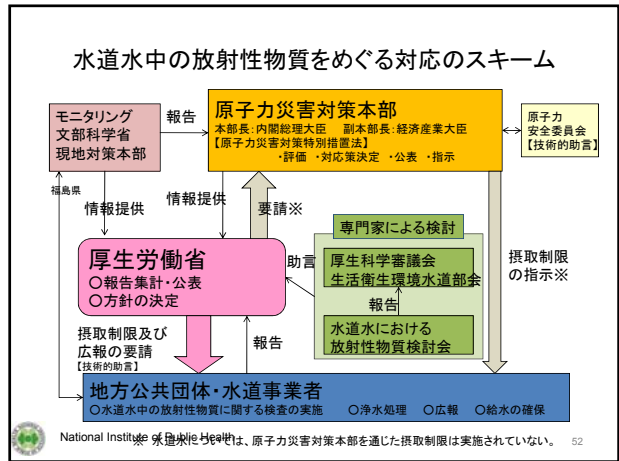 水道水中の放射性物質をめぐる対応のスキーム
モニタリング
文部科学省
現地対策本部
報告
原子力災害対策本部
本部長:内閣総理大臣　副本部長:経済産業大臣
【原子力災害対策特別措置法】
・評価　・対応策決定　・公表　・指示
原子力
安全委員会
【技術的助言】
福島県
情報提供
情報提供
要請※
専門家による検討
厚生労働省
○報告集計・公表
○方針の決定
助言
厚生科学審議会
生活衛生環境水道部会
報告
水道水における
放射性物質検討会
摂取制限
の指示※
摂取制限及び
広報の要請
【技術的助言】
報告
地方公共団体・水道事業者
○水道水中の放射性物質に関する検査の実施　○浄水処理　○広報　○給水の確保
National Institute of Public Health
※ 水道水については、原子力災害対策本部を通じた摂取制限は実施されていない。
52